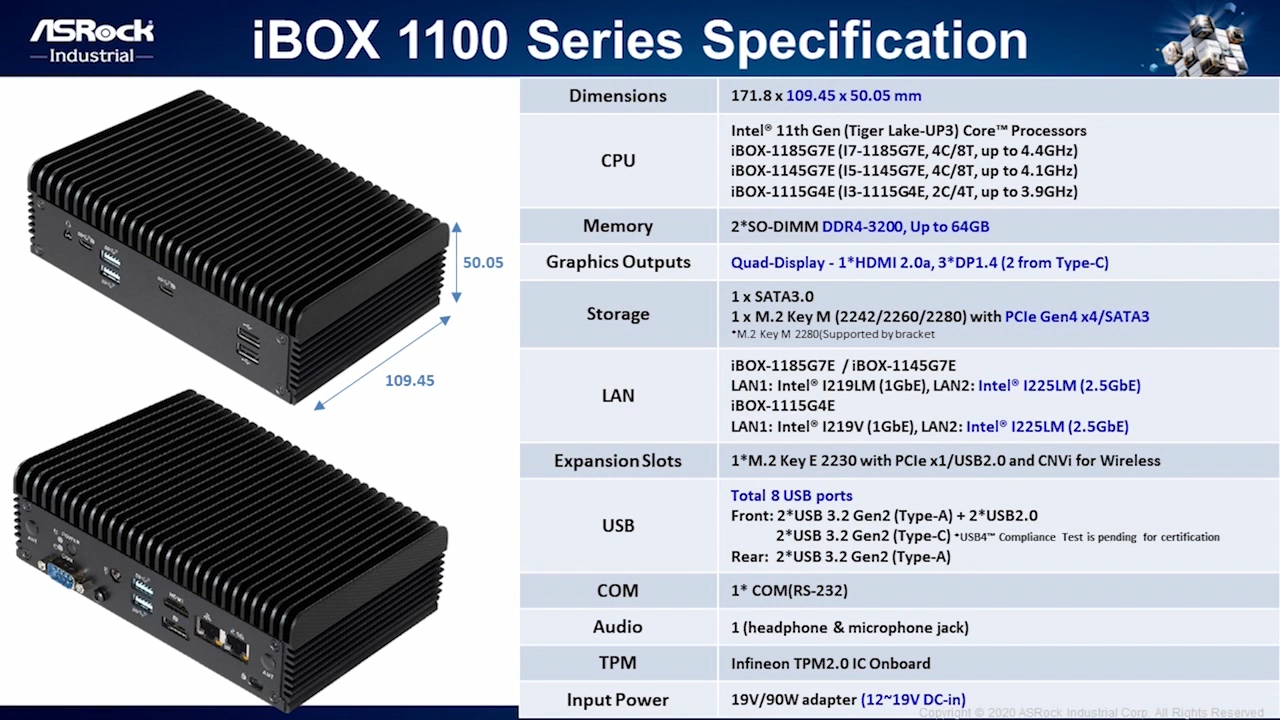 ASRock
Industrial
iBOX 1100 Series Specification
50.05
109.45
Dimensions
171.8 x 109.45 x 50.05 mm
CPU
Intel® 11th Gen (Tiger Lake-UP3) Core™ Processors
iBOX-1185G7E (I7-1185G7E, 4C/8T, up to 4.4GHz)
iBOX-1145G7E (I5-1145G7E, 4C/8T, up to 4.1GHz)
iBOX-1115G4E (I3-1115G4E, 2C/4T, up to 3.9GHz)
Memory
2*SO-DIMM DDR4-3200, Up to 64GB
Graphics Outputs
Quad-Display - 1*HDMI 2.0a, 3*DP1.4 (2 from Type-C)
Storage
1 x SATA3.0
1 x M.2 Key M (2242/2260/2280) with PCIe Gen4 x4/SATA3
*M.2 Key M 2280(Supported by bracket
LAN
iBOX-1185G7E / iBOX-1145G7E
LAN1: Intel® I219LM (1GbE), LAN2: Intel® I225LM (2.5GbE)
iBOX-1115G4E
LAN1: Intel® I219V (1GbE), LAN2: Intel® I225LM (2.5GbE)
Expansion Slots
1*M.2 Key E 2230 with PCIe x1/USB2.0 and CNVi for Wireless
USB
Total 8 USB ports
Front: 2*USB 3.2 Gen2 (Type-A) + 2*USB2.0
2*USB 3.2 Gen2 (Type-C) *USB4™ Compliance Test is pending for certification
Rear: 2*USB 3.2 Gen2 (Type-A)
COM
1* COM(RS-232)
Audio
1 (headphone & microphone jack)
TPM
Infineon TPM2.0 IC Onboard
Input Power
19V/90W adapter (12~19V DC-in)
Copyright © 2020 ASRock Industrial Corp. All Rights Reserved
ANT
POWER
COM
HDMI
2.5G
ANT